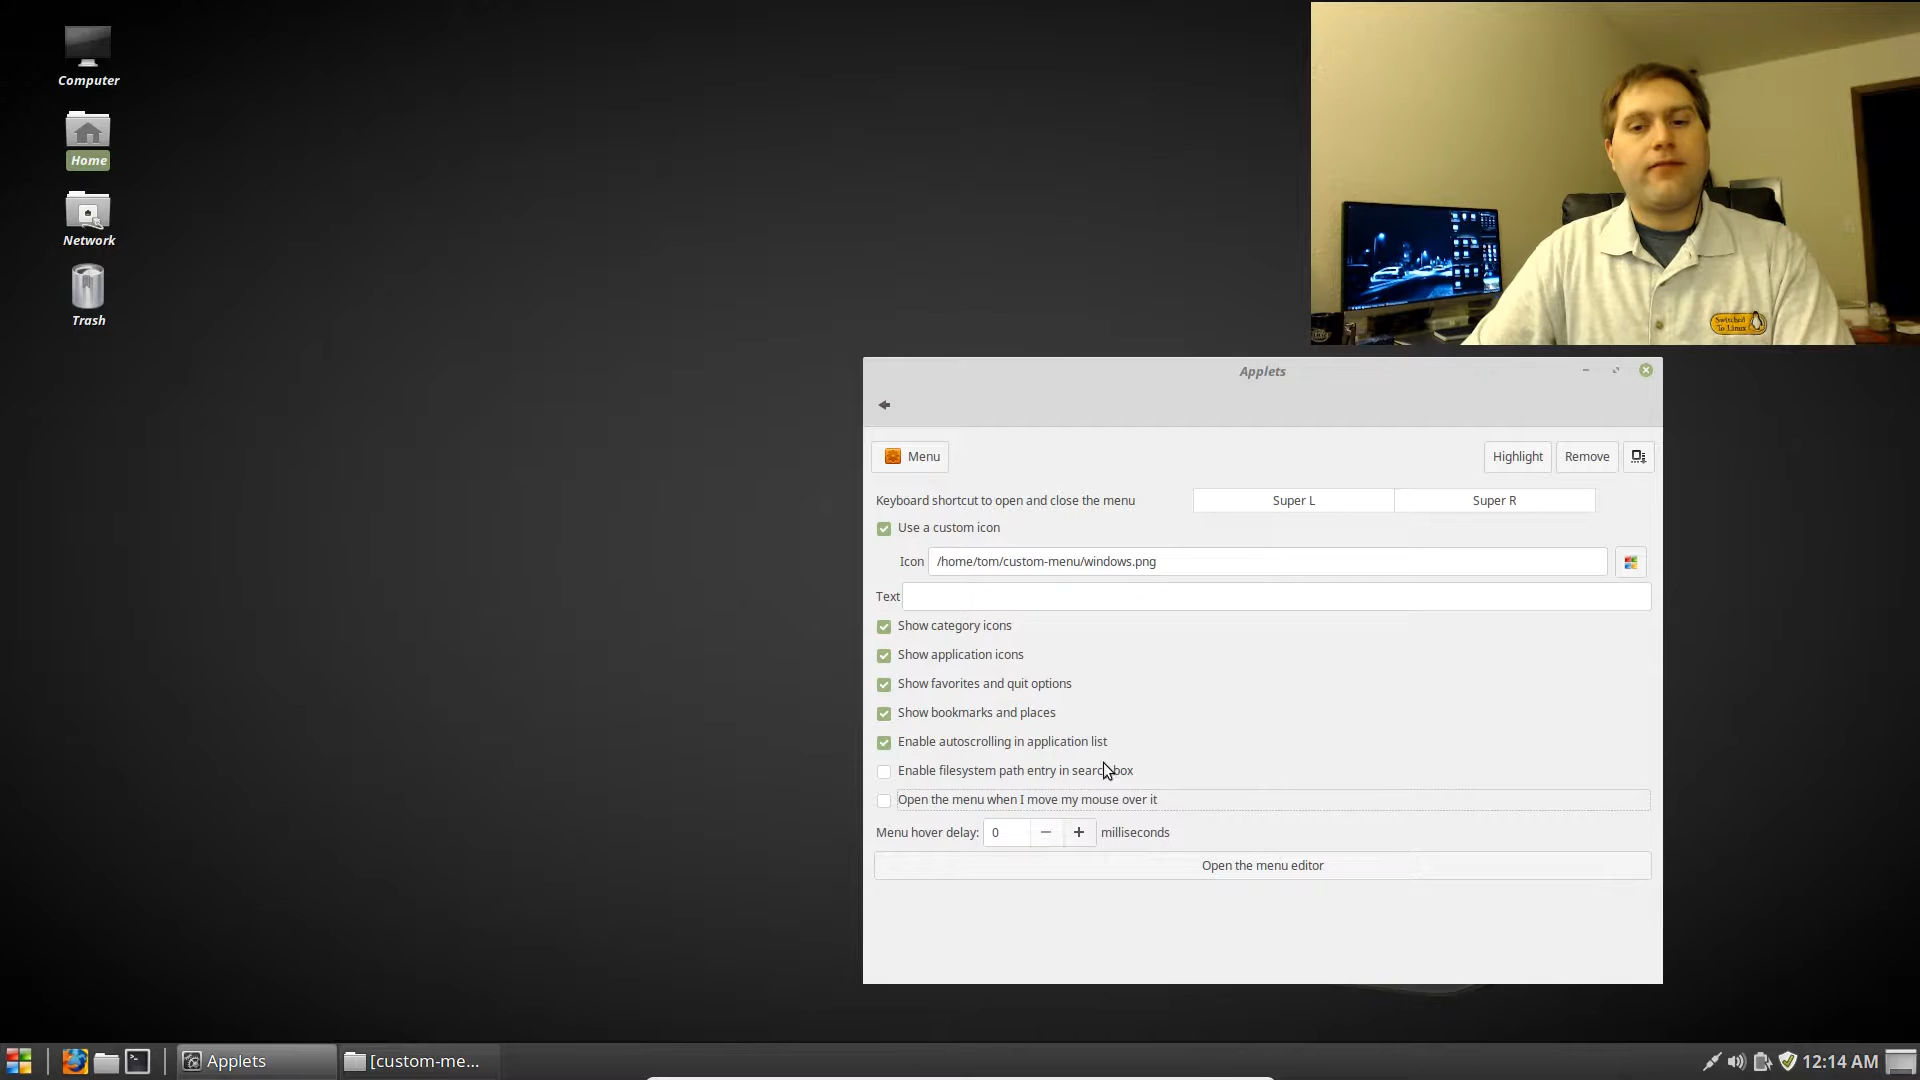 Computer
Home
Network
Trash
Switched
To Linux
Applets
Menu
Highlight
Remove
Keyboard shortcut to open and close the menu
Super L
Super R
Use a custom icon
Icon
/home/tom/custom-menu/windows.png
Text
Show category icons
Show application icons
Show favorites and quit options
Show bookmarks and places
Enable autoscrolling in application list
Enable filesystem path entry in search box
Open the menu when I move my mouse over it
Menu hover delay:
0
milliseconds
Open the menu editor
Applets
[custom-me...
12:14 AM